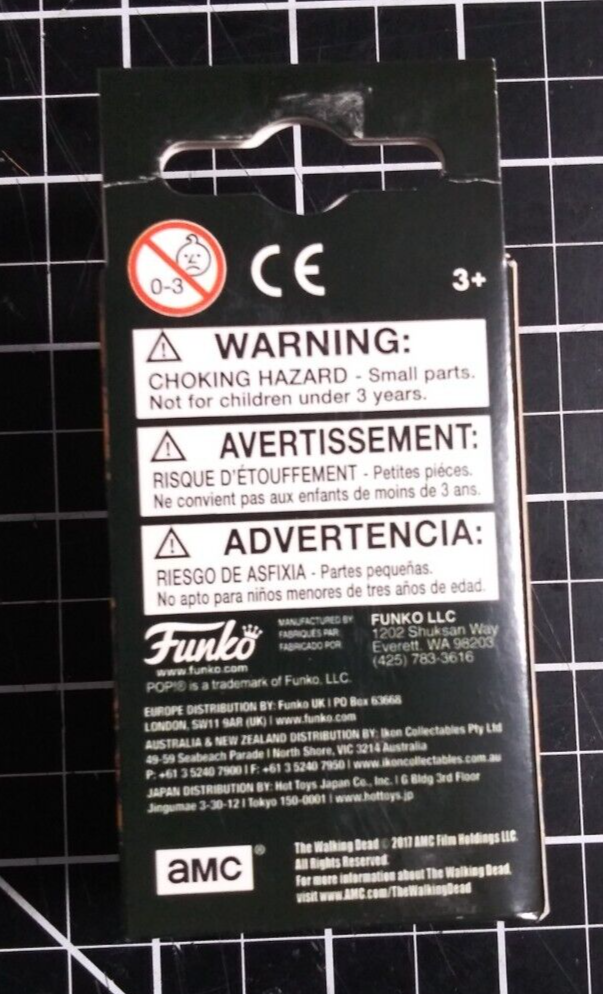 0-3
CE
3+
WARNING:
CHOKING HAZARD - Small parts.
Not for children under 3 years.
AVERTISSEMENT:
RISQUE D'ÉTOUFFEMENT - Petites piéces.
Ne convient pas aux enfants de moins de 3 ans.
ADVERTENCIA:
RIESGO DE ASFIXIA - Partes pequeñas.
No apto para niños menores de tres años de edad.
Funko
www.funko.com
MANUFACTURED BY
FABRIQUÉS PAR
FABRICADO POR
FUNKO LLC
1202 Shuksan Way
Everett, WA 98203
(425) 783-3616
POP!® is a trademark of Funko, LLC.
EUROPE DISTRIBUTION BY: Funko UK | PO Box 63668
LONDON, SW11 9AR (UK) | www.funko.com
AUSTRALIA & NEW ZEALAND DISTRIBUTION BY: Ikon Collectables Pty Ltd
49-59 Seabeach Parade | North Shore, VIC 3214 Australia
P: +61 3 5240 7900 | F: +61 3 5240 7950 | www.ikoncollectables.com.au
JAPAN DISTRIBUTION BY: Hot Toys Japan Co., Inc. | G Bldg 3rd Floor
Jingumae 3-30-12 | Tokyo 150-0001 | www.hottoys.jp
aMC®
The Walking Dead © 2017 AMC Film Holdings LLC.
All Rights Reserved.
For more information about The Walking Dead,
visit www.AMC.com/TheWalkingDead